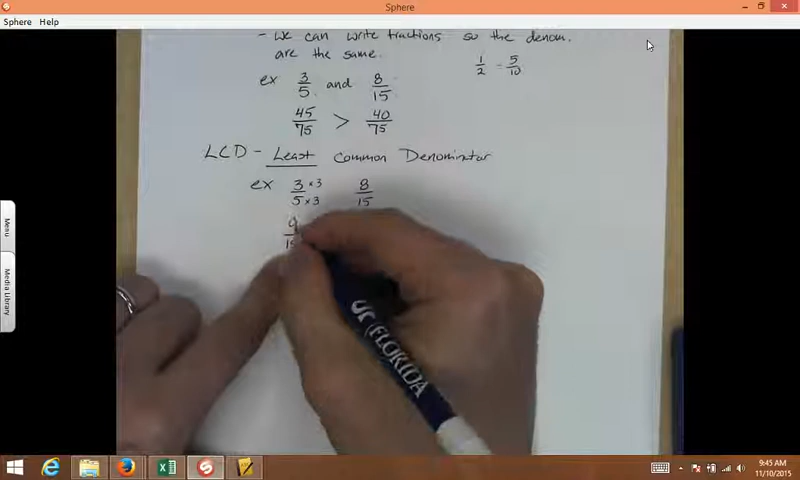 Sphere
Sphere Help
- We can write fractions so the denom.
are the same.
1/2 = 5/10
ex 3/5 and 8/15
45/75 > 40/75
LCD - Least Common Denominator
ex 3×3/5×3 8/15
9/15
(FLORIDA
Menu
Media Library
9:45 AM
11/10/2015